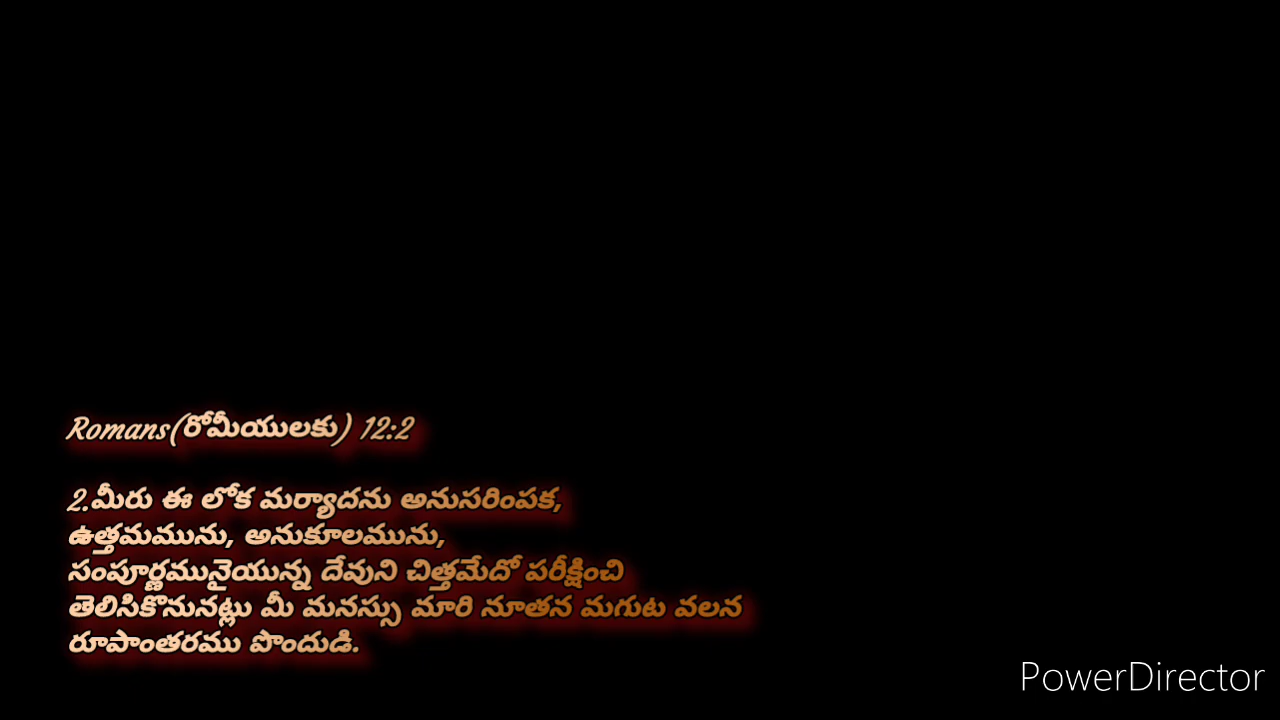 Romans(రోమీయులకు) 12:2
2.మీరు ఈ లోక మర్యాదను అనుసరింపక,
ఉత్తమమును, అనుకూలమును,
సంపూర్ణమునైయున్న దేవుని చిత్తమేదో పరీక్షించి
తెలిసికొనునట్లు మీ మనస్సు మారి నూతన మగుట వలన
రూపాంతరము పొందుడి.
PowerDirector